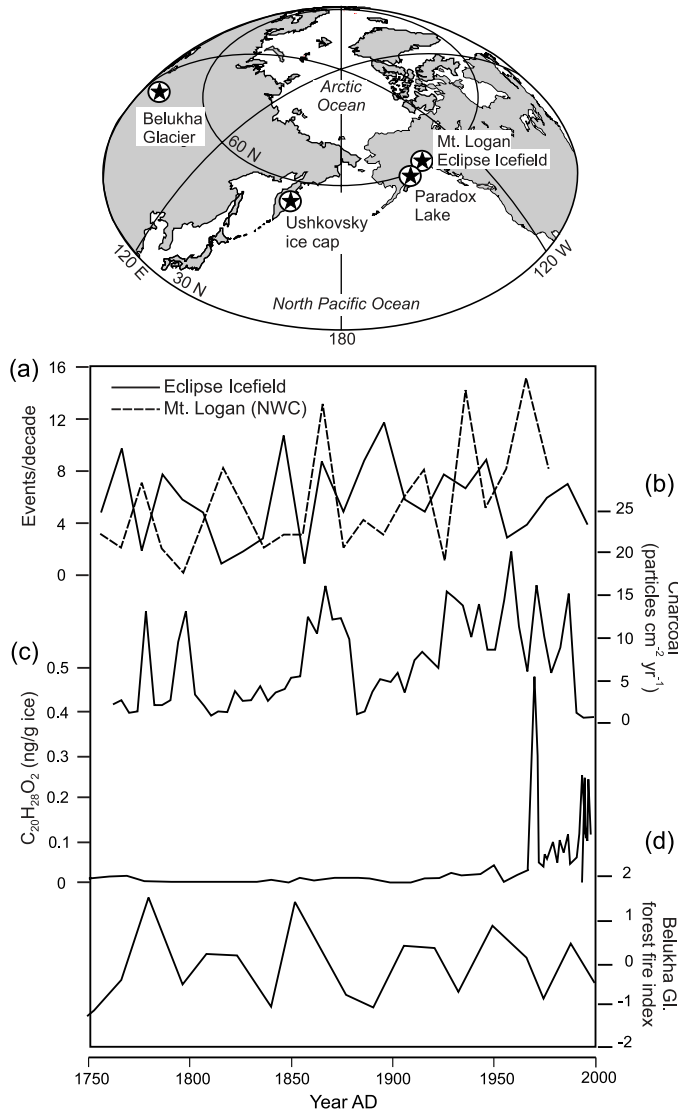 Arctic
Ocean
Belukha
Glacier
60 N
Mt. Logan
Eclipse Icefield
Paradox
Lake
Ushkovsky
ice cap
120 E
30 N
120 W
North Pacific Ocean
180
(a)
16
12
8
4
0
Events/decade
Eclipse Icefield
Mt. Logan (NWC)
(b)
25
20
15
10
5
0
Charcoal
(particles cm⁻² yr⁻¹)
(c)
0.5
0.4
0.3
0.2
0.1
0
C₂₀H₂₈O₂ (ng/g ice)
(d)
2
1
0
-1
-2
Belukha Gl.
forest fire index
1750 1800 1850 1900 1950 2000
Year AD